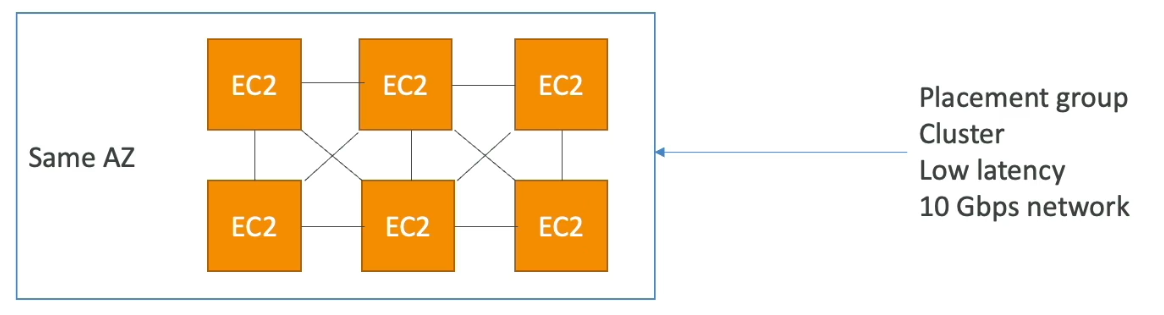 EC2
EC2
EC2
Same AZ
EC2
EC2
EC2
Placement group
Cluster
Low latency
10 Gbps network